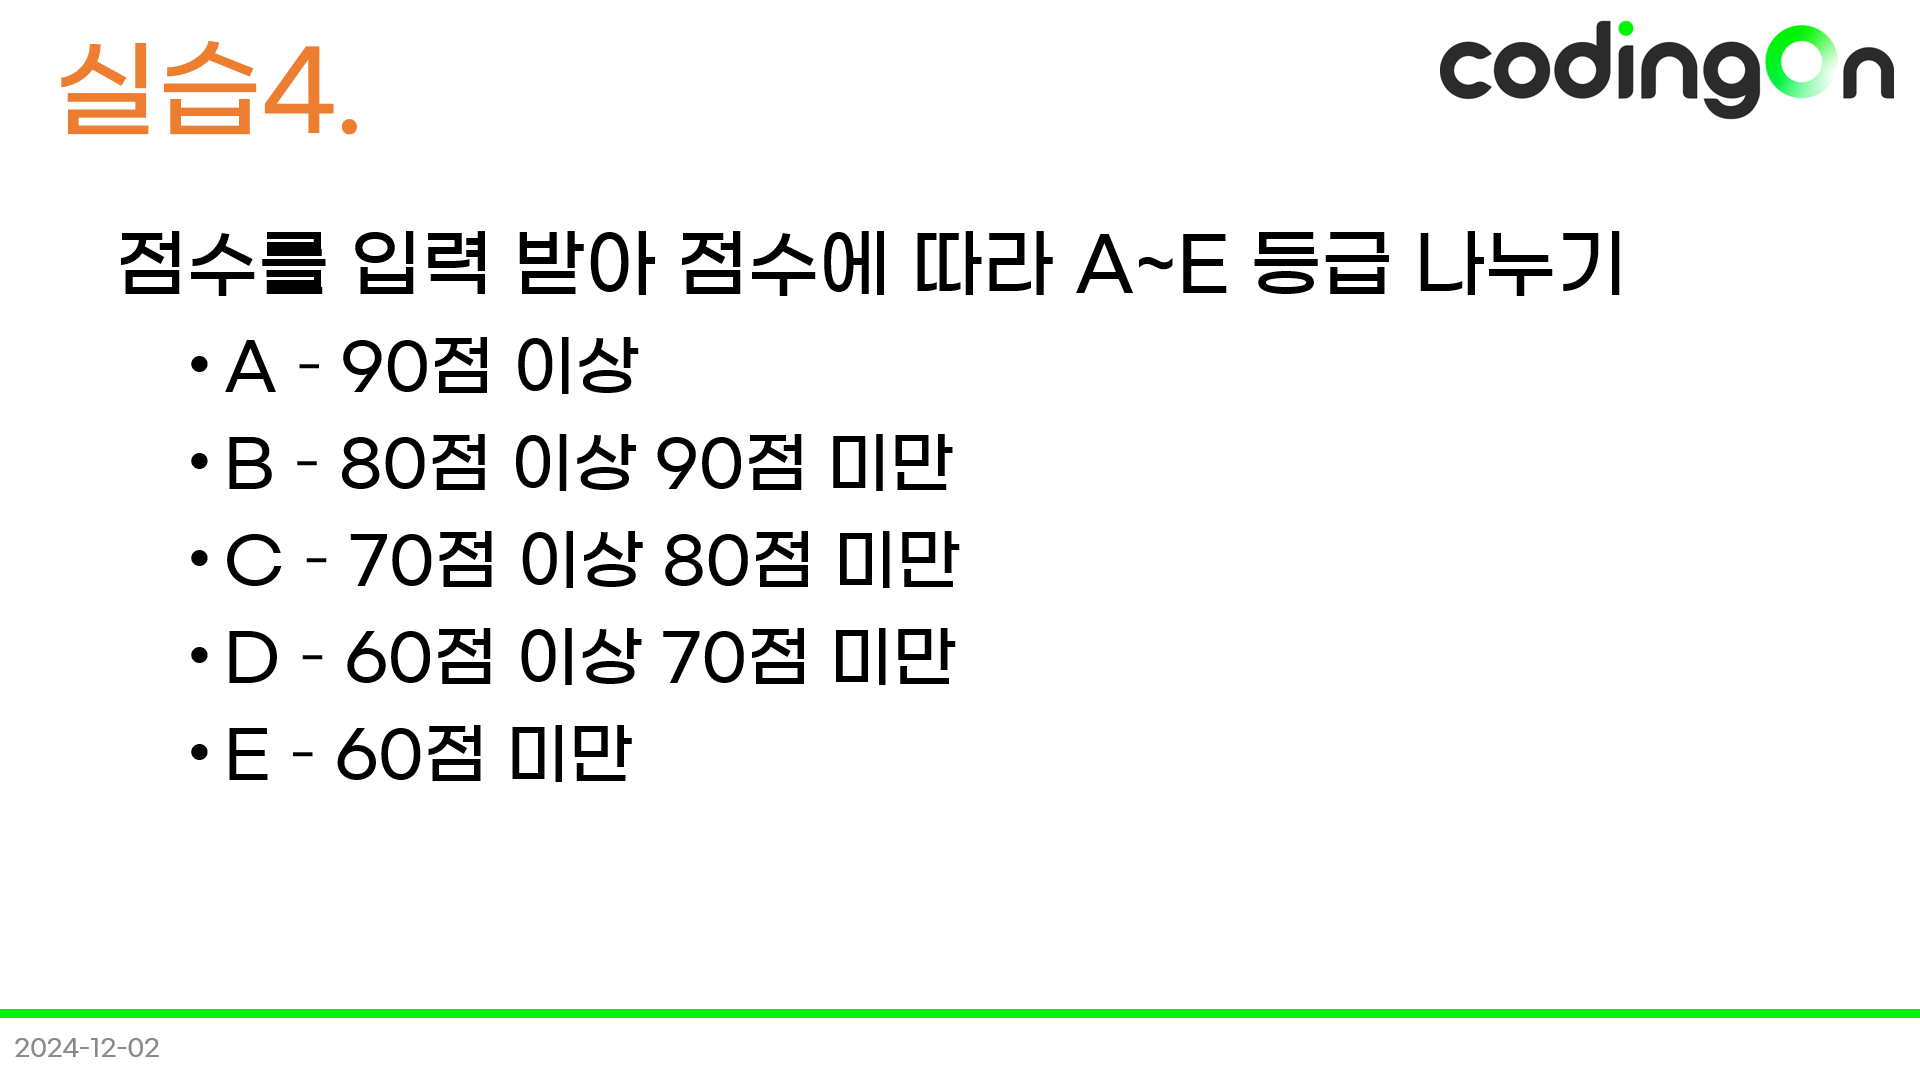 실습4.
codingOn
점수를 입력 받아 점수에 따라 A~E 등급 나누기
• A - 90점 이상
• B - 80점 이상 90점 미만
• C - 70점 이상 80점 미만
• D - 60점 이상 70점 미만
• E - 60점 미만
2024-12-02